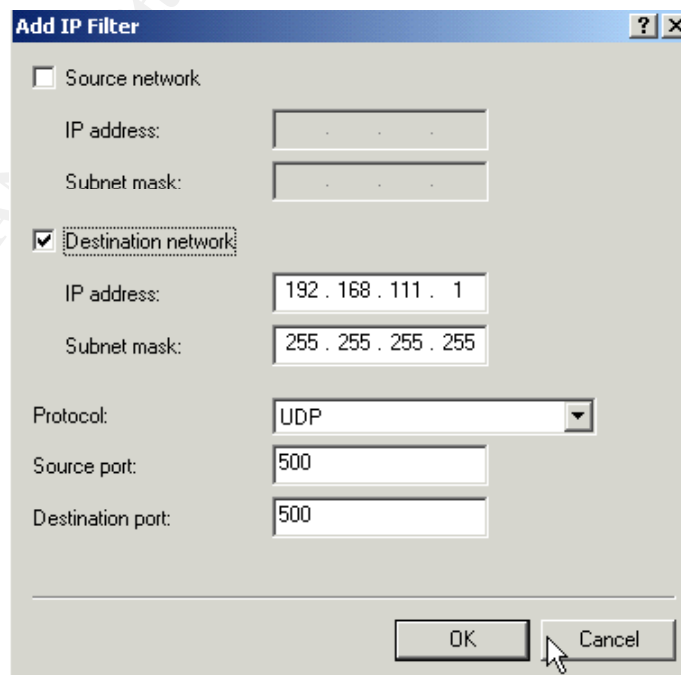 Add IP Filter
Source network
IP address: . . .
Subnet mask: . . .
Destination network
IP address: 192 . 168 . 111 . 1
Subnet mask: 255 . 255 . 255 . 255
Protocol: UDP
Source port: 500
Destination port: 500
OK Cancel